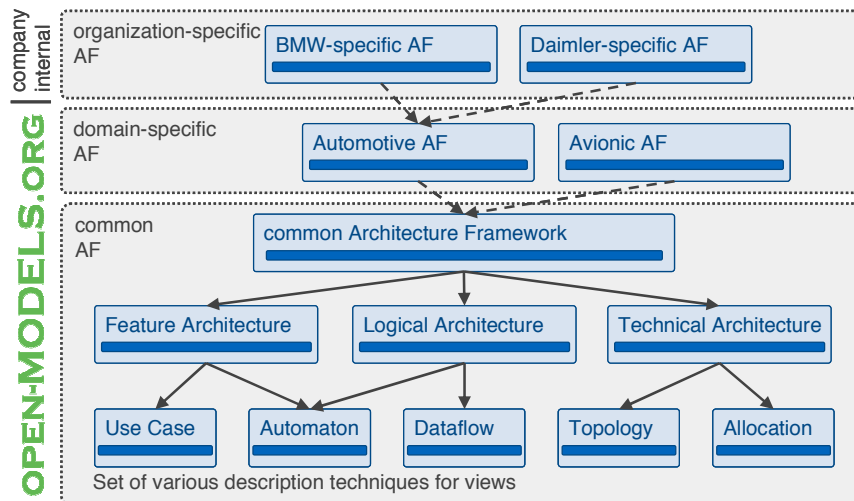 company
internal
OPEN-MODELS.ORG
organization-specific
AF
BMW-specific AF
Daimler-specific AF
domain-specific
AF
Automotive AF
Avionic AF
common
AF
common Architecture Framework
Feature Architecture
Logical Architecture
Technical Architecture
Use Case
Automaton
Dataflow
Topology
Allocation
Set of various description techniques for views